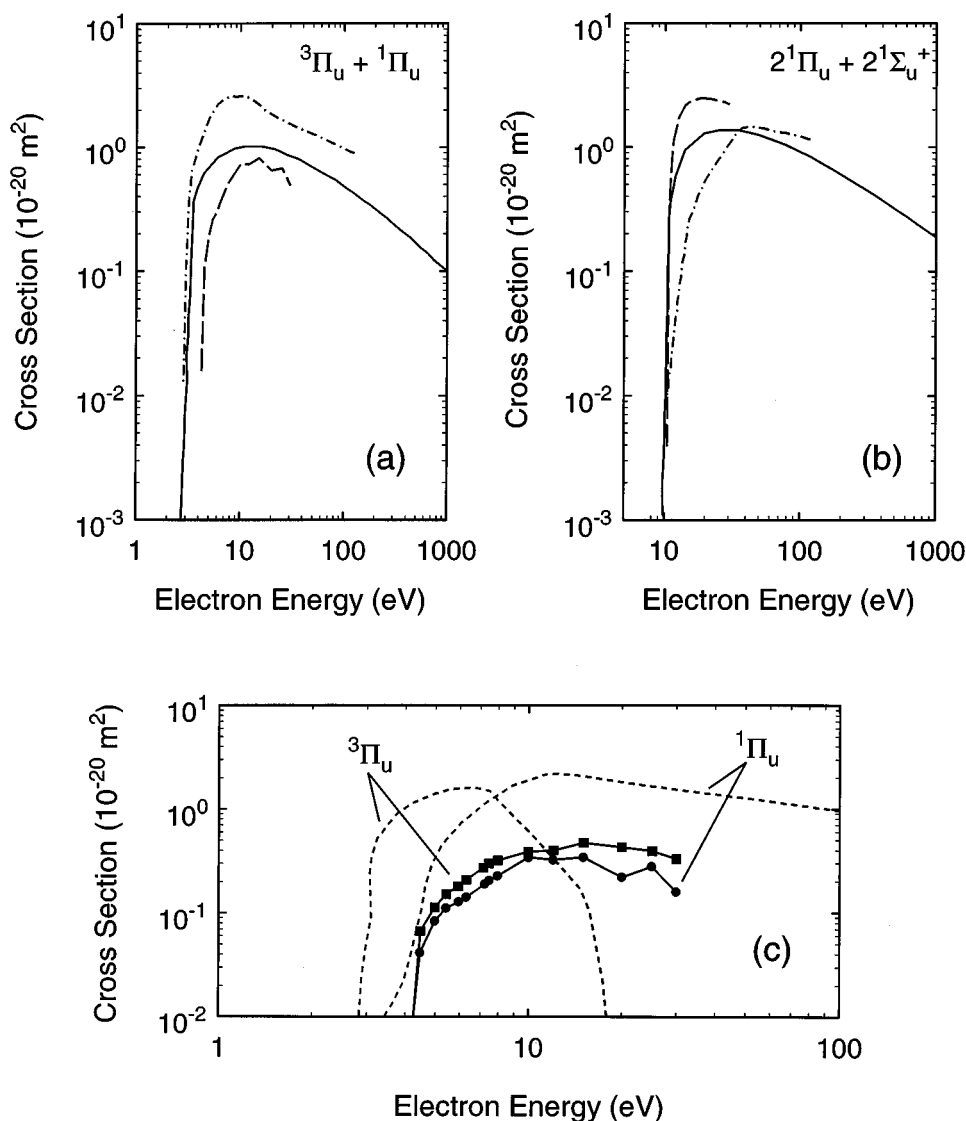 ³Πᵤ + ¹Πᵤ
Cross Section (10⁻²⁰ m²)
10¹
10⁰
10⁻¹
10⁻²
10⁻³
(a)
1 10 100 1000
Electron Energy (eV)
2¹Πᵤ + 2¹Σᵤ⁺
Cross Section (10⁻²⁰ m²)
10¹
10⁰
10⁻¹
10⁻²
10⁻³
(b)
10 100 1000
Electron Energy (eV)
Cross Section (10⁻²⁰ m²)
10¹
10⁰
10⁻¹
10⁻²
³Πᵤ
¹Πᵤ
(c)
1 10 100
Electron Energy (eV)